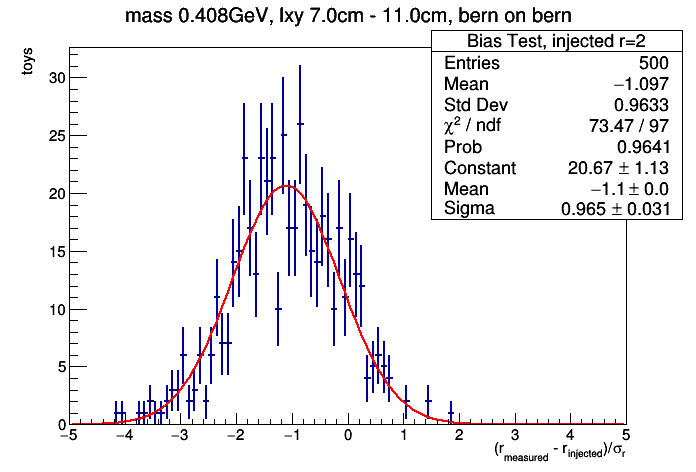 mass 0.408GeV, lxy 7.0cm - 11.0cm, bern on bern
Bias Test, injected r=2
Entries 500
Mean −1.097
Std Dev 0.9633
χ² / ndf 73.47 / 97
Prob 0.9641
Constant 20.67 ± 1.13
Mean −1.1 ± 0.0
Sigma 0.965 ± 0.031
toys
30
25
20
15
10
5
0
−5 −4 −3 −2 −1 0 1 2 3 4 5
(r_measured - r_injected)/σ_r